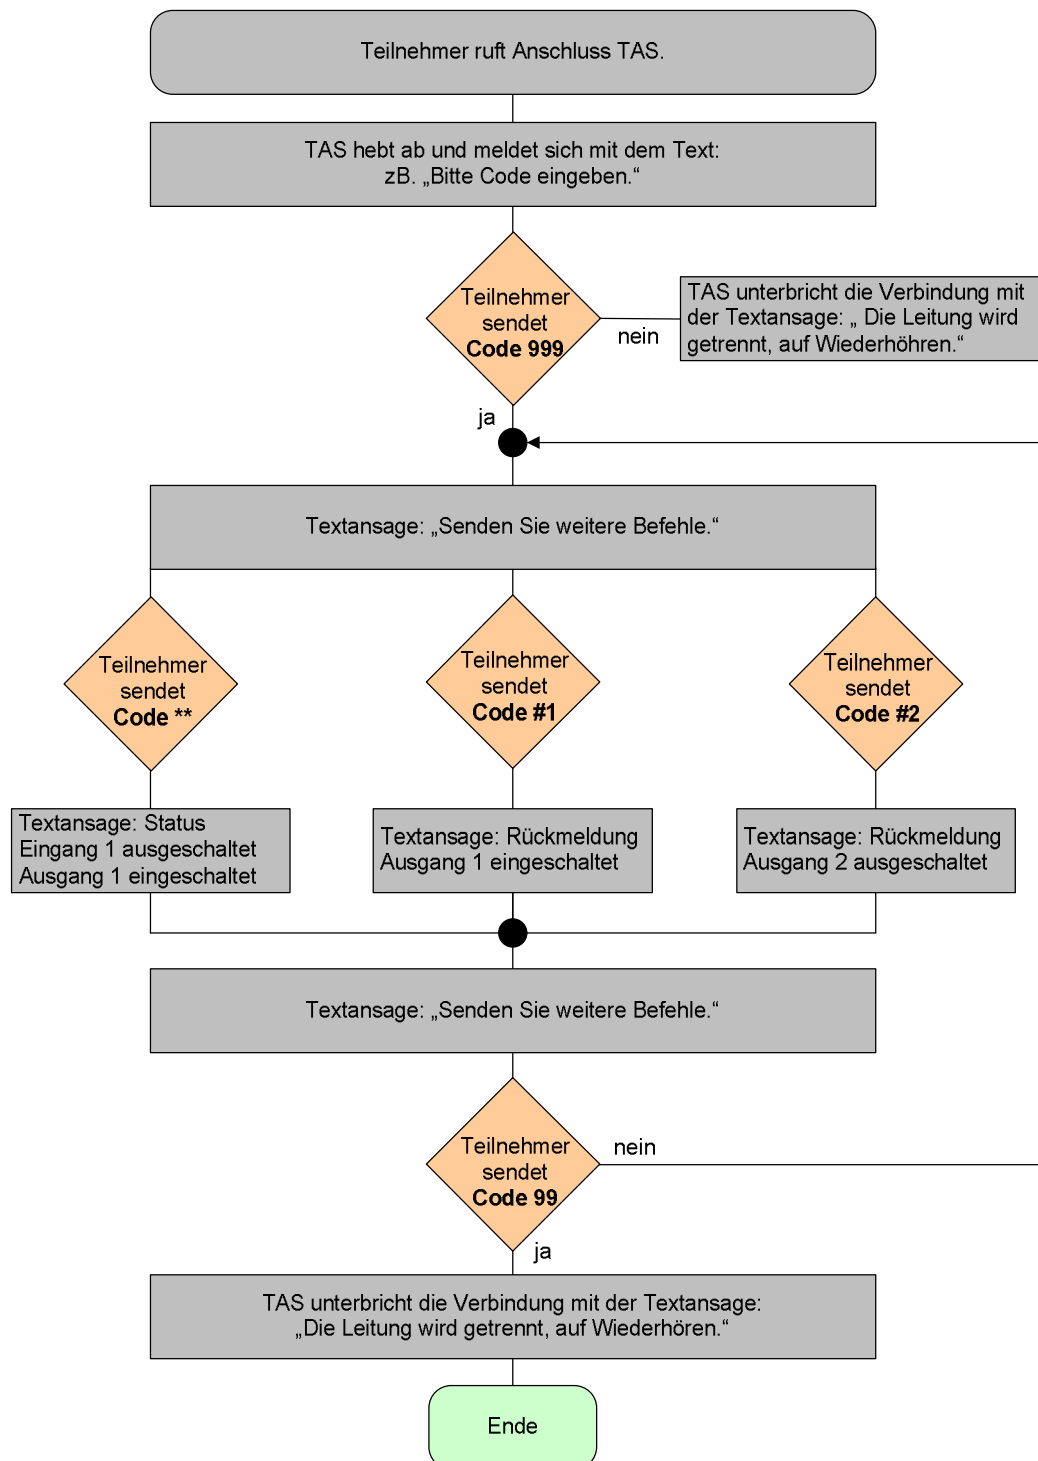 Teilnehmer ruft Anschluss TAS.
TAS hebt ab und meldet sich mit dem Text:
zB. „Bitte Code eingeben.“
Teilnehmer
sendet
Code 999
nein
TAS unterbricht die Verbindung mit
der Textansage: „ Die Leitung wird
getrennt, auf Wiederhöhren.“
ja
Textansage: „Senden Sie weitere Befehle.“
Teilnehmer
sendet
Code **
Teilnehmer
sendet
Code #1
Teilnehmer
sendet
Code #2
Textansage: Status
Eingang 1 ausgeschaltet
Ausgang 1 eingeschaltet
Textansage: Rückmeldung
Ausgang 1 eingeschaltet
Textansage: Rückmeldung
Ausgang 2 ausgeschaltet
Textansage: „Senden Sie weitere Befehle.“
Teilnehmer
sendet
Code 99
nein
ja
TAS unterbricht die Verbindung mit der Textansage:
„Die Leitung wird getrennt, auf Wiederhören.“
Ende